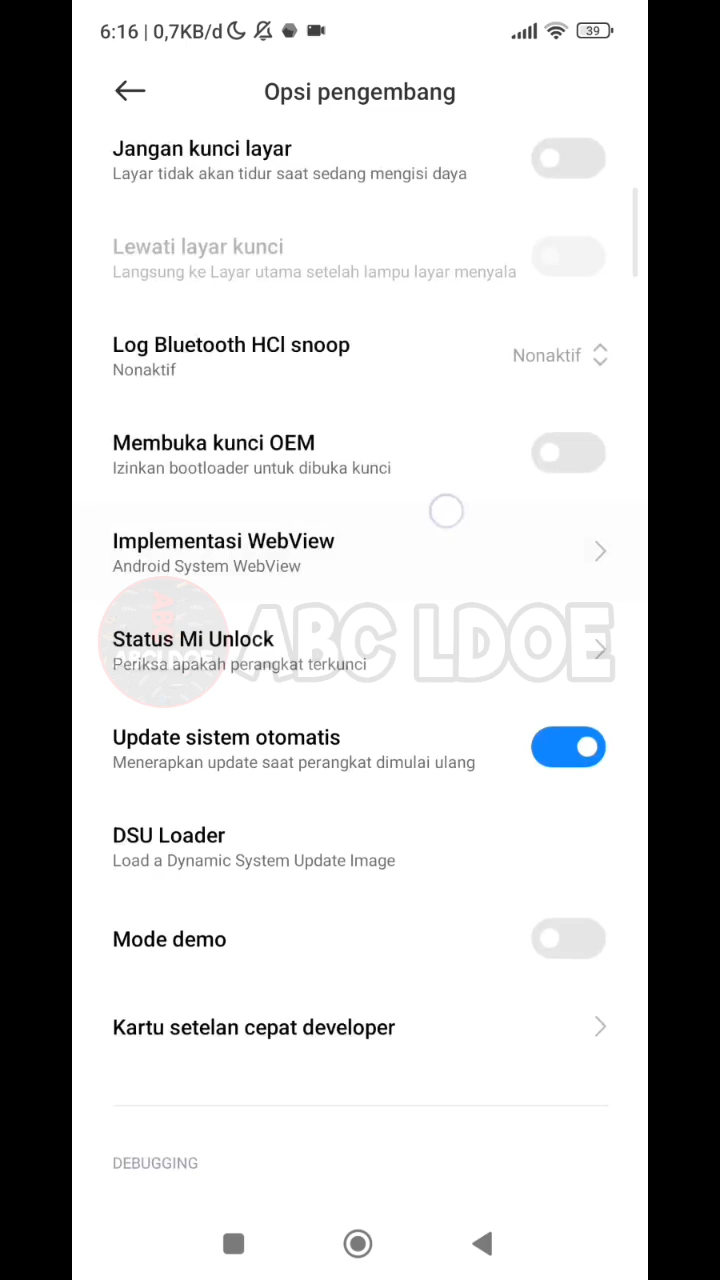 6:16 | 0,7KB/d
39
Opsi pengembang
Jangan kunci layar
Layar tidak akan tidur saat sedang mengisi daya
Lewati layar kunci
Langsung ke Layar utama setelah lampu layar menyala
Log Bluetooth HCl snoop
Nonaktif
Nonaktif
Membuka kunci OEM
Izinkan bootloader untuk dibuka kunci
Implementasi WebView
Android System WebView
ABC LDOE
ABC
ABCLDOE
Status Mi Unlock
Periksa apakah perangkat terkunci
Update sistem otomatis
Menerapkan update saat perangkat dimulai ulang
DSU Loader
Load a Dynamic System Update Image
Mode demo
Kartu setelan cepat developer
DEBUGGING